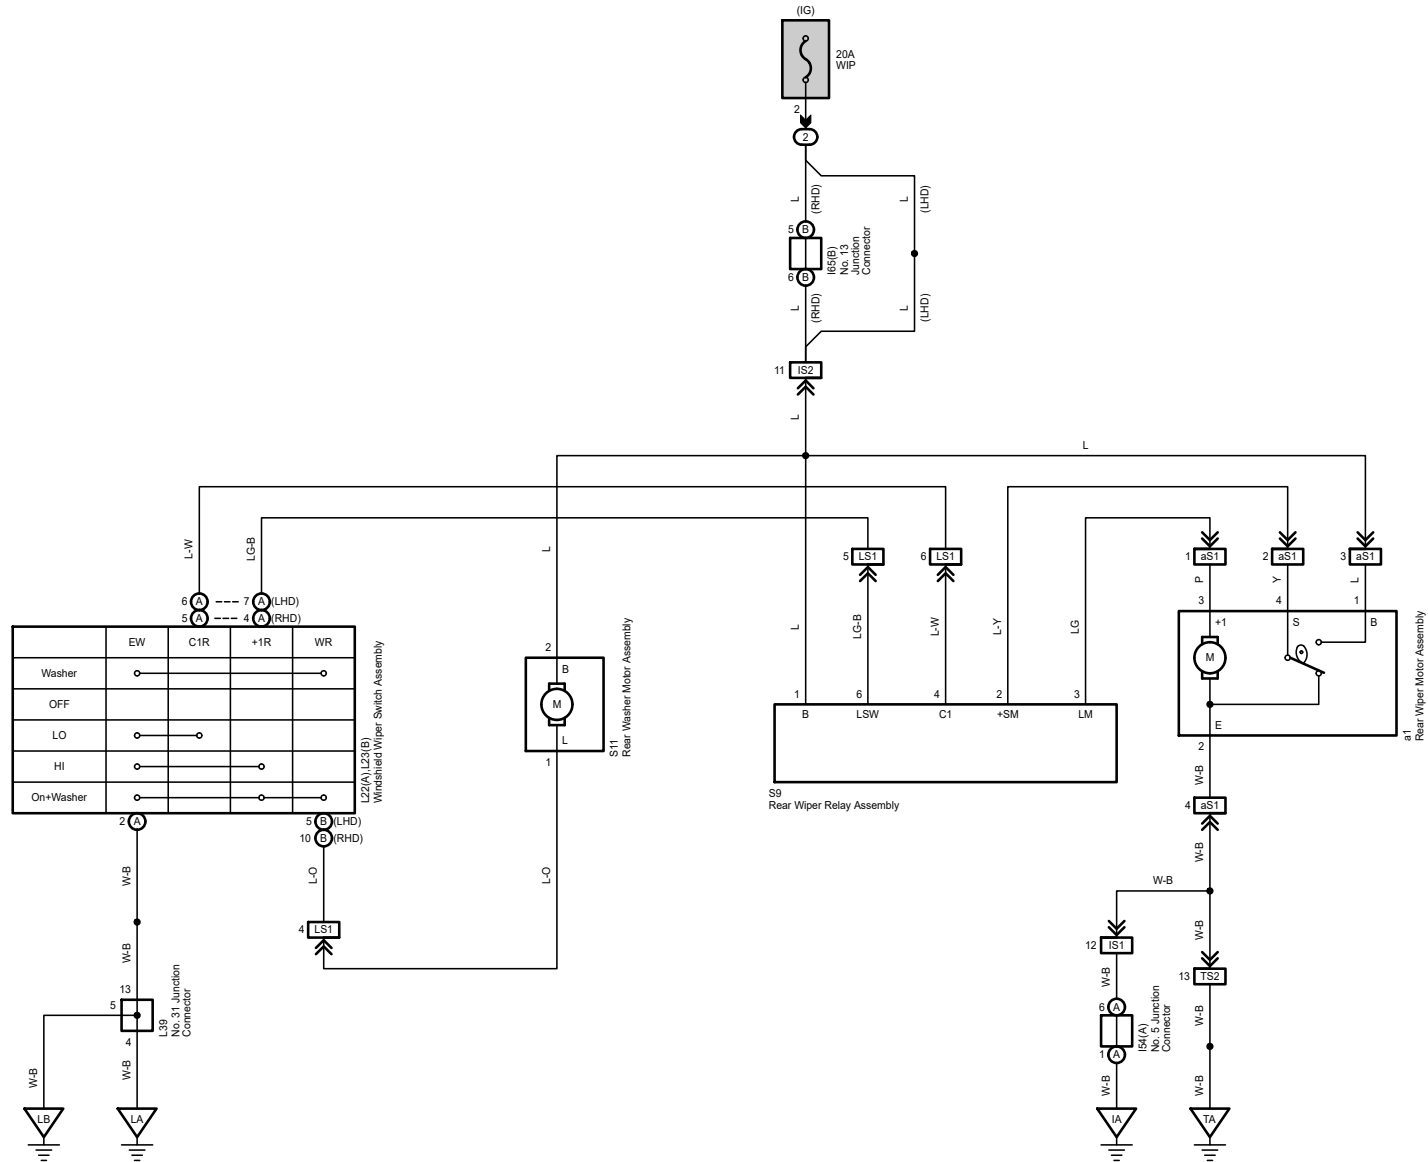 (IG)
20A
WIP
2
2
L
(RHD)
L
(LHD)
5 B
6 B
I65(B)
No. 13
Junction
Connector
L
(RHD)
L
(LHD)
11 IS2
L
L
L-W
LG-B
L
5 LS1
6 LS1
1 aS1
2 aS1
3 aS1
P
Y
L
6 A 7 A (LHD)
5 A 4 A (RHD)
EW C1R +1R WR
Washer
OFF
LO
HI
On+Washer
L22(A),L23(B)
Windshield Wiper Switch Assembly
2 A
5 B (LHD)
10 B (RHD)
2
B
M
L
1
S11
Rear Washer Motor Assembly
L
LG-B
L-W
L-Y
LG
1 6 4 2 3
B LSW C1 +SM LM
S9
Rear Wiper Relay Assembly
3 4 1
+1 S B
M
E
2
a1
Rear Wiper Motor Assembly
W-B
4 aS1
W-B
W-B
L-O
L-O
4 LS1
W-B
W-B
13
5
4
L39
No. 31 Junction
Connector
W-B
W-B
LB
LA
W-B
W-B
12 IS1
13 TS2
W-B
W-B
6 A
1 A
I54(A)
No. 5 Junction
Connector
W-B
W-B
IA
TA